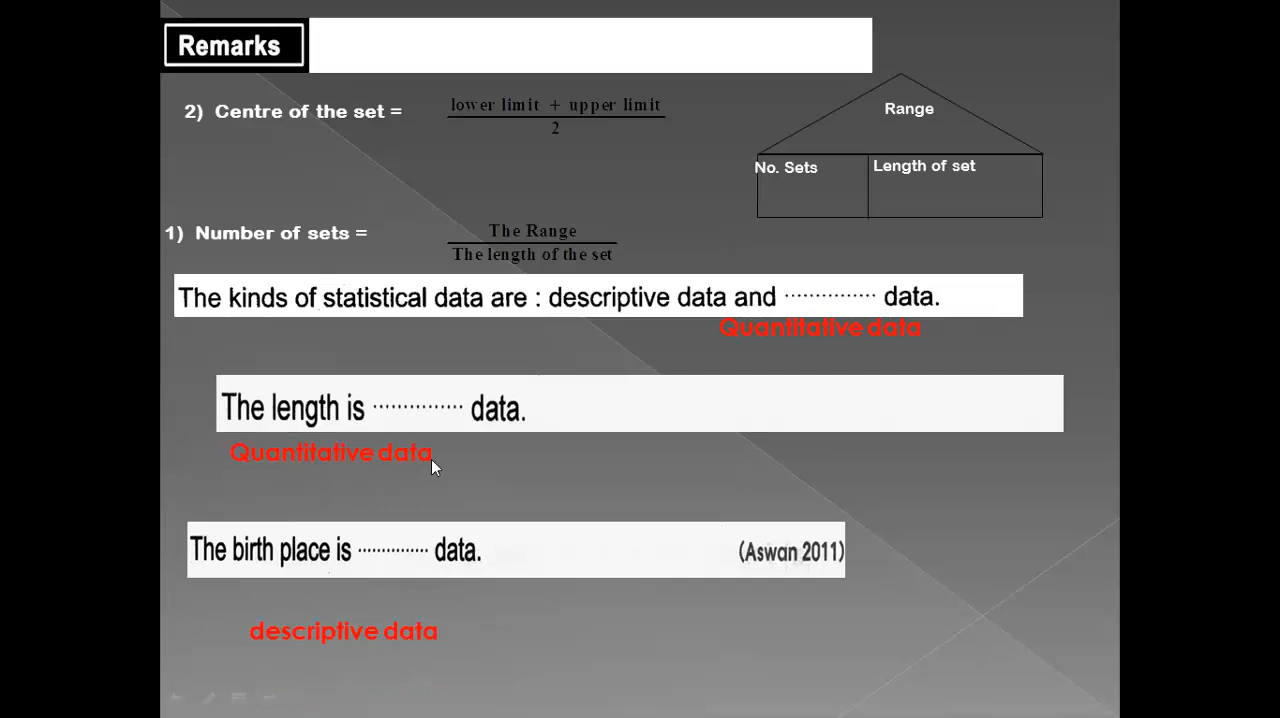 Remarks
2) Centre of the set =
lower limit + upper limit
2
Range
No. Sets
Length of set
1) Number of sets =
The Range
The length of the set
The kinds of statistical data are : descriptive data and ............... data.
Quantitative data
The length is ............... data.
Quantitative data
The birth place is .............. data. (Aswan 2011)
descriptive data